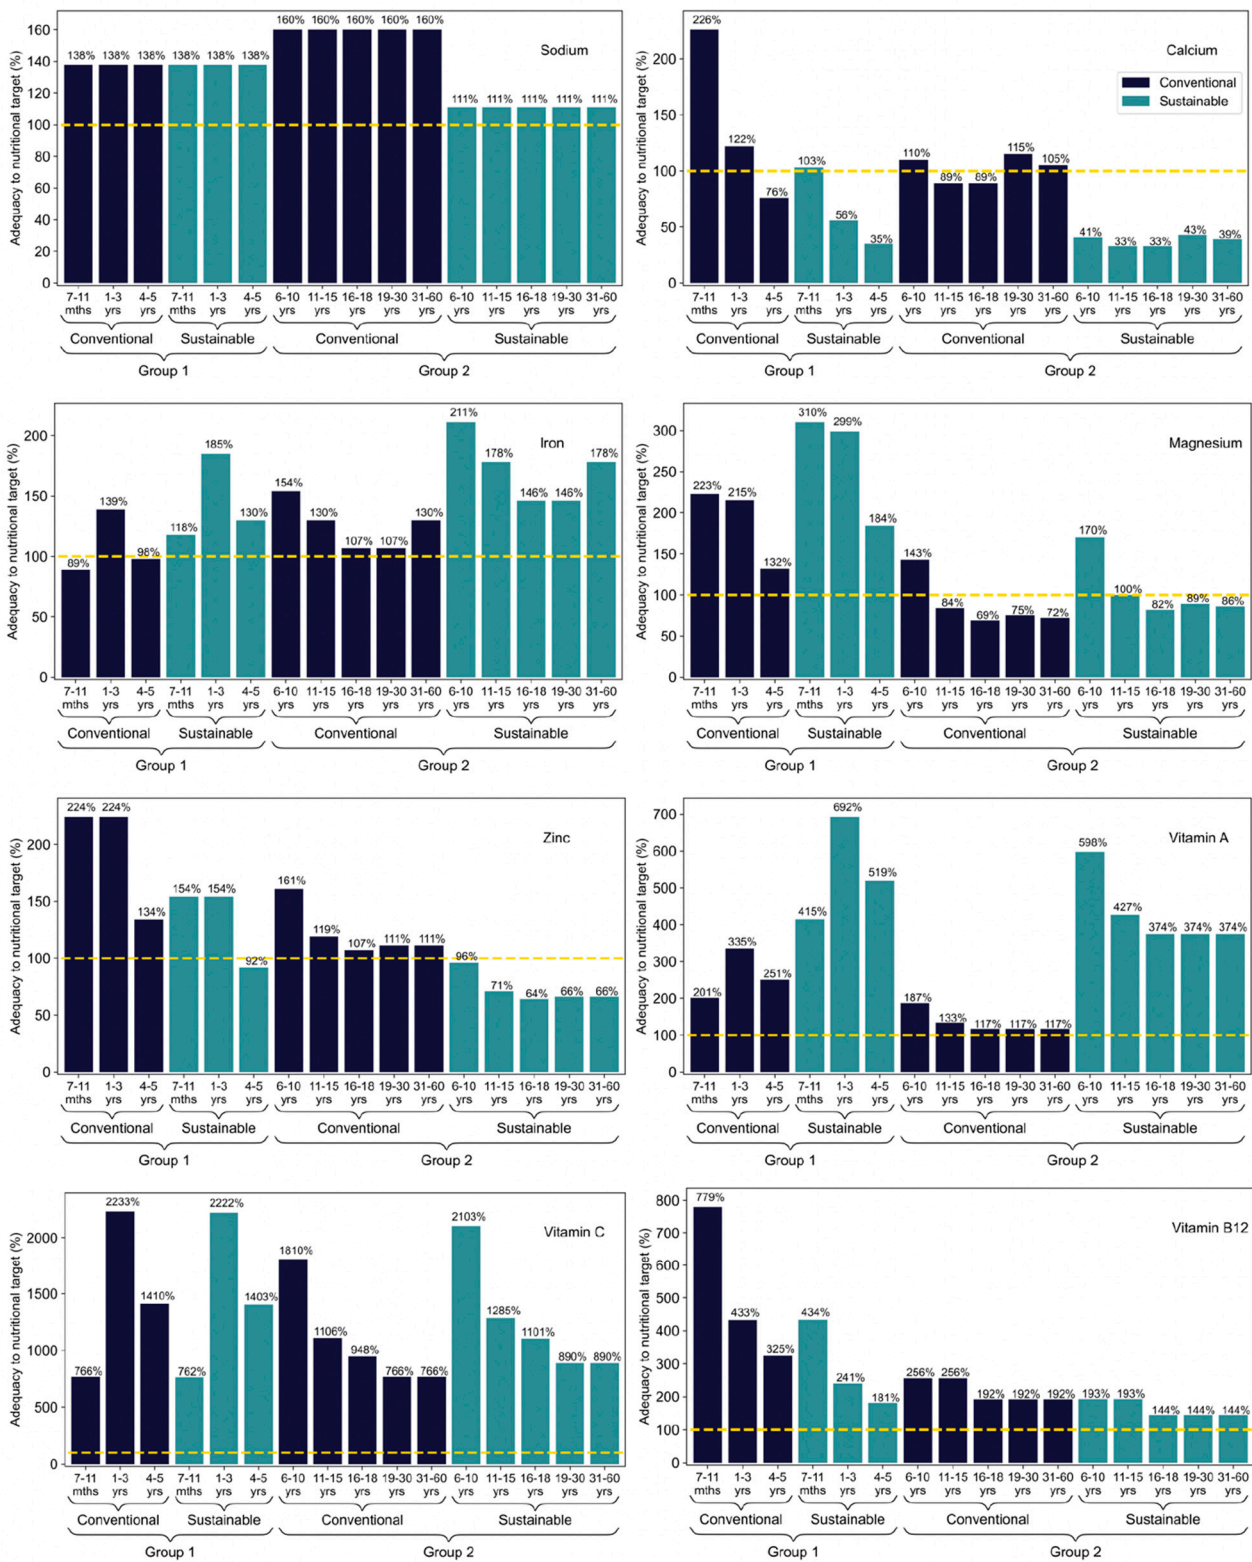 Adequacy to nutritional target (%)
160
140
120
100
80
60
40
20
0
138% 138% 138% 138% 138% 138% 160% 160% 160% 160% 160% 111% 111% 111% 111% 111%
Sodium
7-11 1-3 4-5 7-11 1-3 4-5 6-10 11-15 16-18 19-30 31-60 6-10 11-15 16-18 19-30 31-60
mths yrs yrs mths yrs yrs yrs yrs yrs yrs yrs yrs yrs yrs yrs yrs
Conventional Sustainable Conventional Sustainable
Group 1 Group 2
Adequacy to nutritional target (%)
200
150
100
50
0
226% 122% 76% 103% 56% 35% 110% 89% 89% 115% 105% 41% 33% 33% 43% 39%
Calcium
Conventional
Sustainable
7-11 1-3 4-5 7-11 1-3 4-5 6-10 11-15 16-18 19-30 31-60 6-10 11-15 16-18 19-30 31-60
mths yrs yrs mths yrs yrs yrs yrs yrs yrs yrs yrs yrs yrs yrs yrs
Conventional Sustainable Conventional Sustainable
Group 1 Group 2
Adequacy to nutritional target (%)
200
150
100
50
0
89% 139% 98% 118% 185% 130% 154% 130% 107% 107% 130% 211% 178% 146% 146% 178%
Iron
7-11 1-3 4-5 7-11 1-3 4-5 6-10 11-15 16-18 19-30 31-60 6-10 11-15 16-18 19-30 31-60
mths yrs yrs mths yrs yrs yrs yrs yrs yrs yrs yrs yrs yrs yrs yrs
Conventional Sustainable Conventional Sustainable
Group 1 Group 2
Adequacy to nutritional target (%)
300
250
200
150
100
50
0
223% 215% 132% 310% 299% 184% 143% 84% 69% 75% 72% 170% 100% 82% 89% 86%
Magnesium
7-11 1-3 4-5 7-11 1-3 4-5 6-10 11-15 16-18 19-30 31-60 6-10 11-15 16-18 19-30 31-60
mths yrs yrs mths yrs yrs yrs yrs yrs yrs yrs yrs yrs yrs yrs yrs
Conventional Sustainable Conventional Sustainable
Group 1 Group 2
Adequacy to nutritional target (%)
200
150
100
50
0
224% 224% 134% 154% 154% 92% 161% 119% 107% 111% 111% 96% 71% 64% 66% 66%
Zinc
7-11 1-3 4-5 7-11 1-3 4-5 6-10 11-15 16-18 19-30 31-60 6-10 11-15 16-18 19-30 31-60
mths yrs yrs mths yrs yrs yrs yrs yrs yrs yrs yrs yrs yrs yrs yrs
Conventional Sustainable Conventional Sustainable
Group 1 Group 2
Adequacy to nutritional target (%)
700
600
500
400
300
200
100
0
201% 335% 251% 415% 692% 519% 187% 133% 117% 117% 117% 598% 427% 374% 374% 374%
Vitamin A
7-11 1-3 4-5 7-11 1-3 4-5 6-10 11-15 16-18 19-30 31-60 6-10 11-15 16-18 19-30 31-60
mths yrs yrs mths yrs yrs yrs yrs yrs yrs yrs yrs yrs yrs yrs yrs
Conventional Sustainable Conventional Sustainable
Group 1 Group 2
Adequacy to nutritional target (%)
2000
1500
1000
500
0
766% 2233% 1410% 762% 2222% 1403% 1810% 1106% 948% 766% 766% 2103% 1285% 1101% 890% 890%
Vitamin C
7-11 1-3 4-5 7-11 1-3 4-5 6-10 11-15 16-18 19-30 31-60 6-10 11-15 16-18 19-30 31-60
mths yrs yrs mths yrs yrs yrs yrs yrs yrs yrs yrs yrs yrs yrs yrs
Conventional Sustainable Conventional Sustainable
Group 1 Group 2
Adequacy to nutritional target (%)
800
700
600
500
400
300
200
100
0
779% 433% 325% 434% 241% 181% 256% 256% 192% 192% 192% 193% 193% 144% 144% 144%
Vitamin B12
7-11 1-3 4-5 7-11 1-3 4-5 6-10 11-15 16-18 19-30 31-60 6-10 11-15 16-18 19-30 31-60
mths yrs yrs mths yrs yrs yrs yrs yrs yrs yrs yrs yrs yrs yrs yrs
Conventional Sustainable Conventional Sustainable
Group 1 Group 2